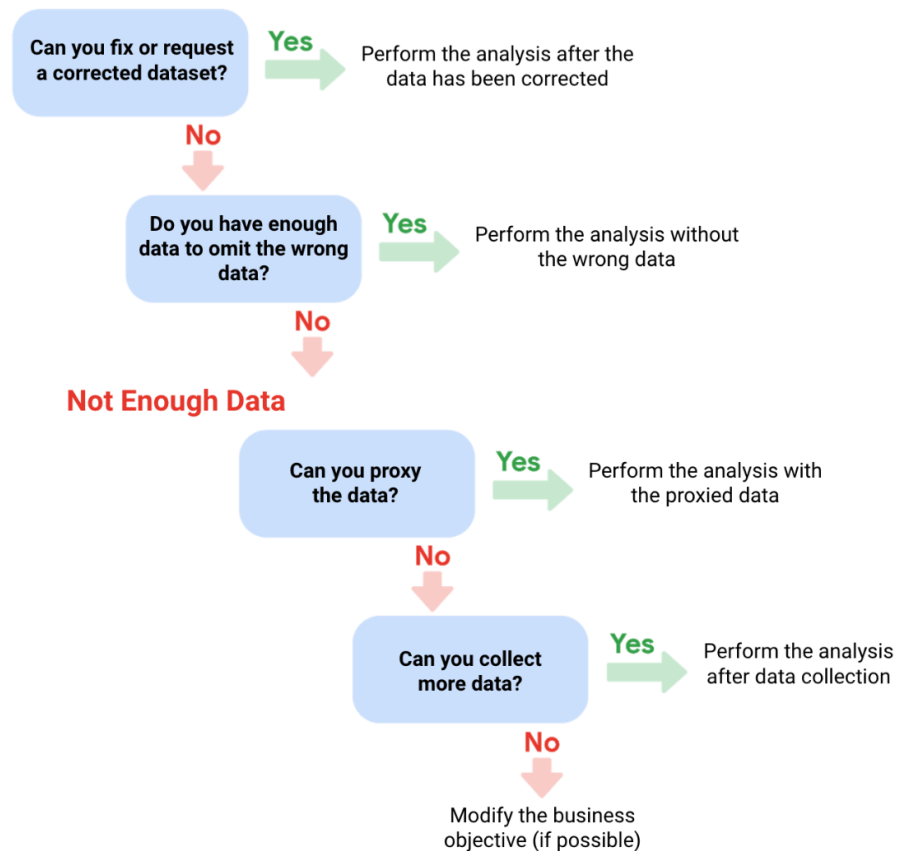 Can you fix or request
a corrected dataset?
Yes
Perform the analysis after the
data has been corrected
No
Do you have enough
data to omit the wrong
data?
Yes
Perform the analysis without
the wrong data
No
Not Enough Data
Can you proxy
the data?
Yes
Perform the analysis with
the proxied data
No
Can you collect
more data?
Yes
Perform the analysis
after data collection
No
Modify the business
objective (if possible)